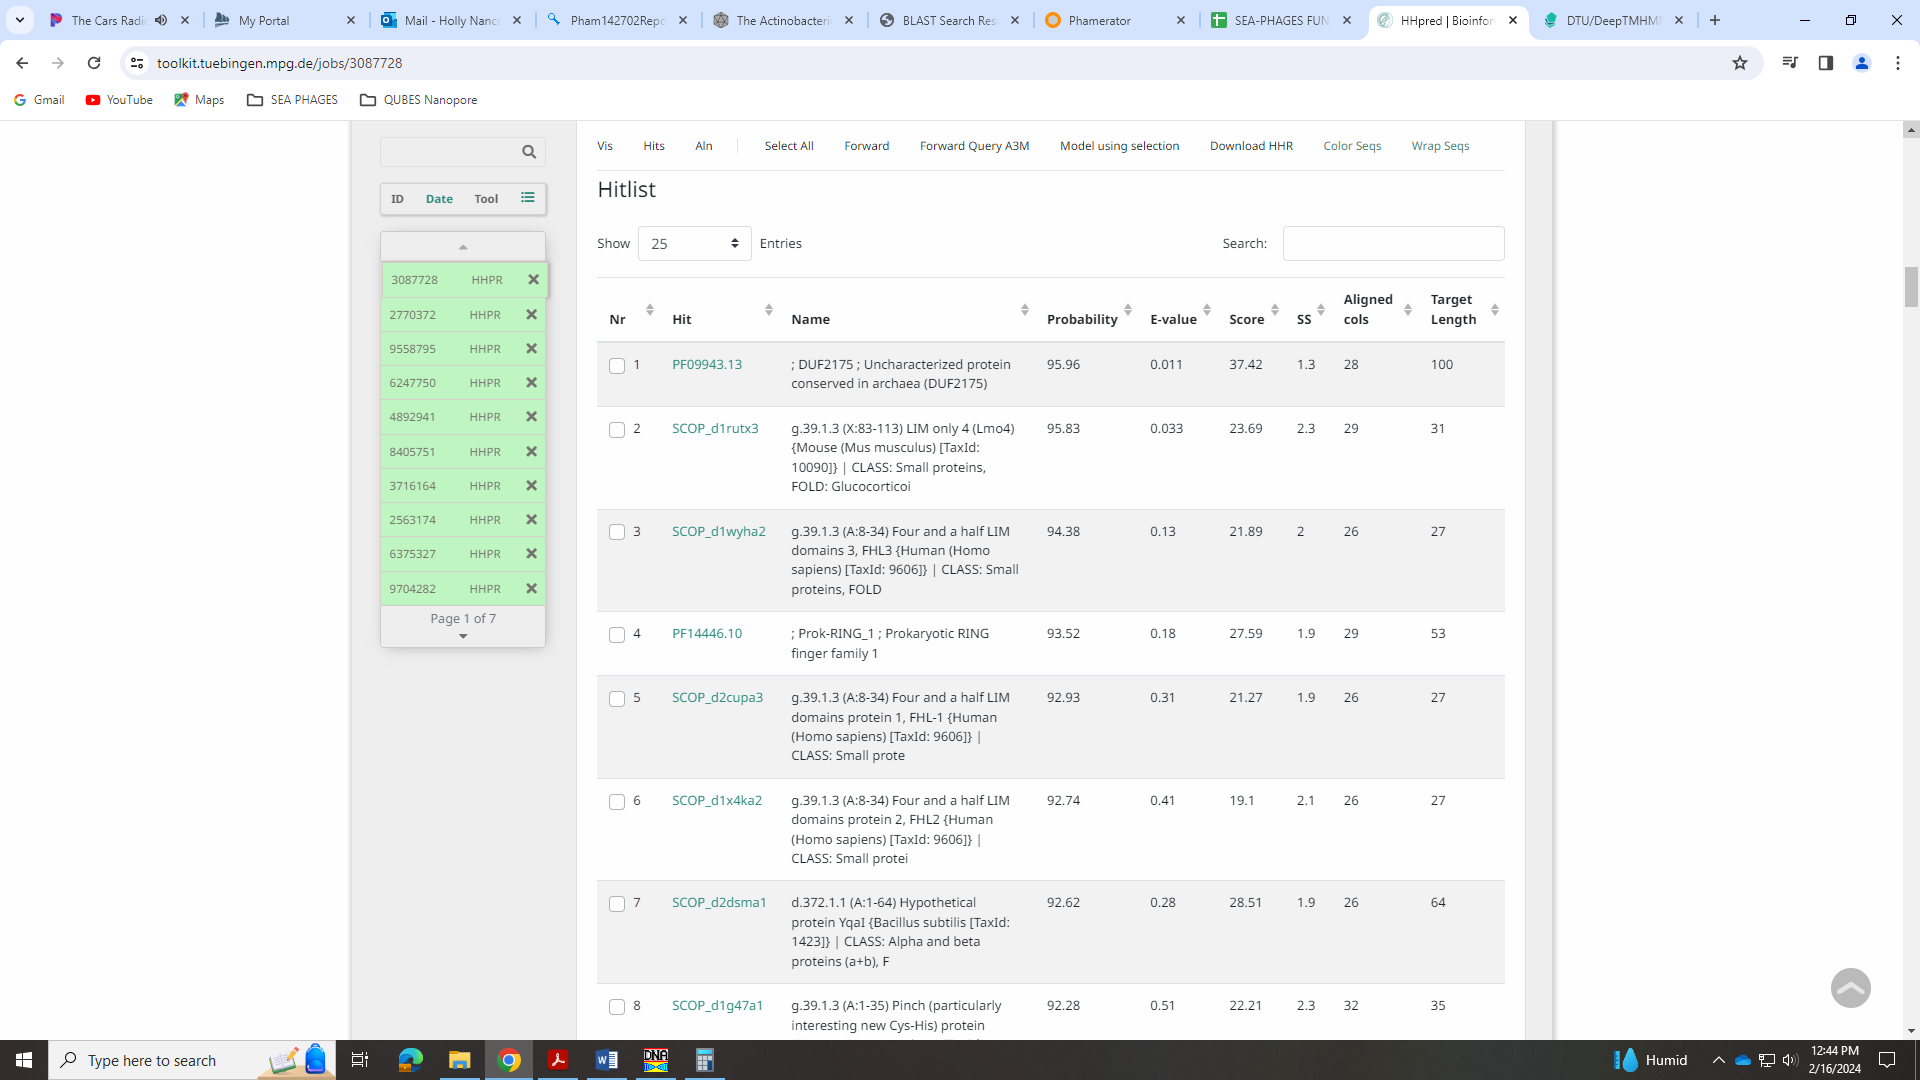 The Cars Radi
My Portal
Mail - Holly Nanc
Pham142702Repo
The Actinobacteri
BLAST Search Res
Phamerator
SEA-PHAGES FUN
HHpred | Bioinfor
DTU/DeepTMHM
toolkit.tuebingen.mpg.de/jobs/3087728
Gmail
YouTube
Maps
SEA PHAGES
QUBES Nanopore
Vis Hits Aln Select All Forward Forward Query A3M Model using selection Download HHR Color Seqs Wrap Seqs
ID Date Tool
3087728 HHPR
2770372 HHPR
9558795 HHPR
6247750 HHPR
4892941 HHPR
8405751 HHPR
3716164 HHPR
2563174 HHPR
6375327 HHPR
9704282 HHPR
Page 1 of 7
Hitlist
Show 25 Entries
Search:
Nr Hit Name Probability E-value Score SS Aligned cols Target Length
1 PF09943.13 ; DUF2175 ; Uncharacterized protein 95.96 0.011 37.42 1.3 28 100
conserved in archaea (DUF2175)
2 SCOP_d1rutx3 g.39.1.3 (X:83-113) LIM only 4 (Lmo4) 95.83 0.033 23.69 2.3 29 31
{Mouse (Mus musculus) [TaxId:
10090]} | CLASS: Small proteins,
FOLD: Glucocorticoi
3 SCOP_d1wyha2 g.39.1.3 (A:8-34) Four and a half LIM 94.38 0.13 21.89 2 26 27
domains 3, FHL3 {Human (Homo
sapiens) [TaxId: 9606]} | CLASS: Small
proteins, FOLD
4 PF14446.10 ; Prok-RING_1 ; Prokaryotic RING 93.52 0.18 27.59 1.9 29 53
finger family 1
5 SCOP_d2cupa3 g.39.1.3 (A:8-34) Four and a half LIM 92.93 0.31 21.27 1.9 26 27
domains protein 1, FHL-1 {Human
(Homo sapiens) [TaxId: 9606]} |
CLASS: Small prote
6 SCOP_d1x4ka2 g.39.1.3 (A:8-34) Four and a half LIM 92.74 0.41 19.1 2.1 26 27
domains protein 2, FHL2 {Human
(Homo sapiens) [TaxId: 9606]} |
CLASS: Small protei
7 SCOP_d2dsma1 d.372.1.1 (A:1-64) Hypothetical 92.62 0.28 28.51 1.9 26 64
protein YqaI {Bacillus subtilis [TaxId:
1423]} | CLASS: Alpha and beta
proteins (a+b), F
8 SCOP_d1g47a1 g.39.1.3 (A:1-35) Pinch (particularly 92.28 0.51 22.21 2.3 32 35
interesting new Cys-His) protein
Type here to search
DNA
Humid
12:44 PM
2/16/2024